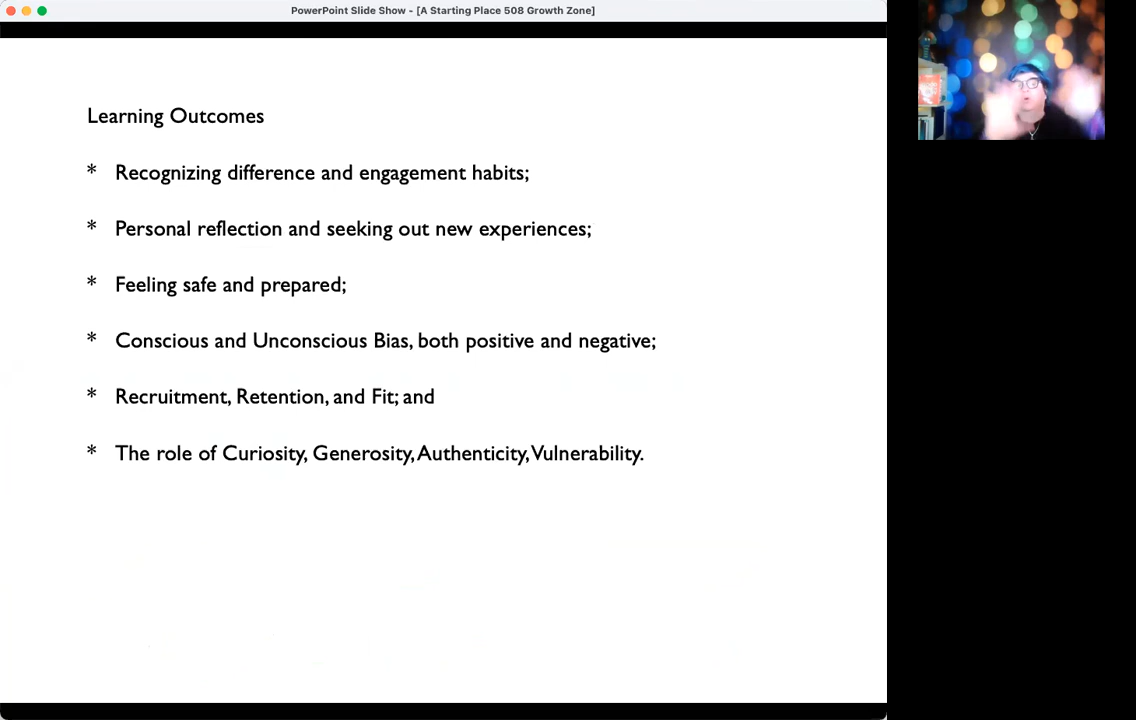 PowerPoint Slide Show - [A Starting Place 508 Growth Zone]
Learning Outcomes
* Recognizing difference and engagement habits;
* Personal reflection and seeking out new experiences;
* Feeling safe and prepared;
* Conscious and Unconscious Bias, both positive and negative;
* Recruitment, Retention, and Fit; and
* The role of Curiosity, Generosity, Authenticity, Vulnerability.